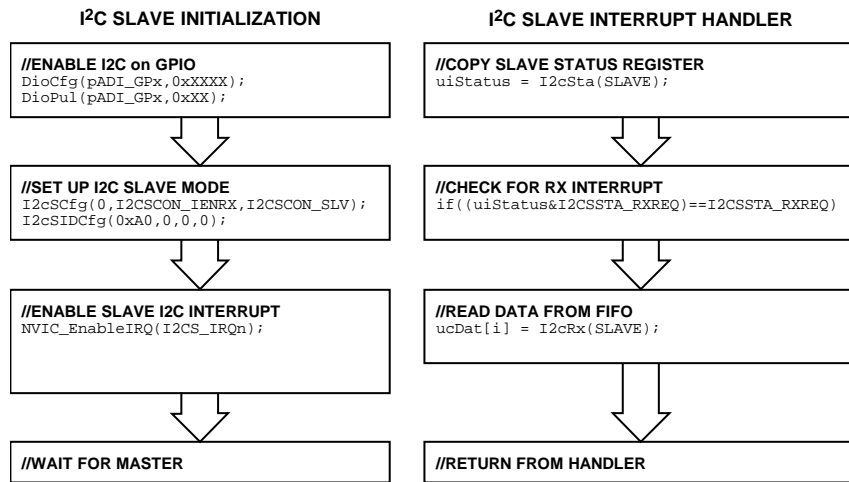 I2C SLAVE INITIALIZATION
//ENABLE I2C on GPIO
DioCfg(pADI_GPx,0xXXXX);
DioPul(pADI_GPx,0xXX);
//SET UP I2C SLAVE MODE
I2cSCfg(0,I2CSCON_IENRX,I2CSCON_SLV);
I2cSIDCfg(0xA0,0,0,0);
//ENABLE SLAVE I2C INTERRUPT
NVIC_EnableIRQ(I2CS_IRQn);
//WAIT FOR MASTER
I2C SLAVE INTERRUPT HANDLER
//COPY SLAVE STATUS REGISTER
uiStatus = I2cSta(SLAVE);
//CHECK FOR RX INTERRUPT
if((uiStatus&I2CSSTA_RXREQ)==I2CSSTA_RXREQ)
//READ DATA FROM FIFO
ucDat[i] = I2cRx(SLAVE);
//RETURN FROM HANDLER